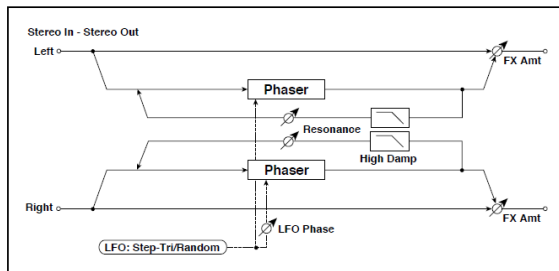 Stereo In - Stereo Out
Left
FX Amt
Phaser
Resonance
High Damp
Phaser
Right
FX Amt
LFO Phase
LFO: Step-Tri/Random